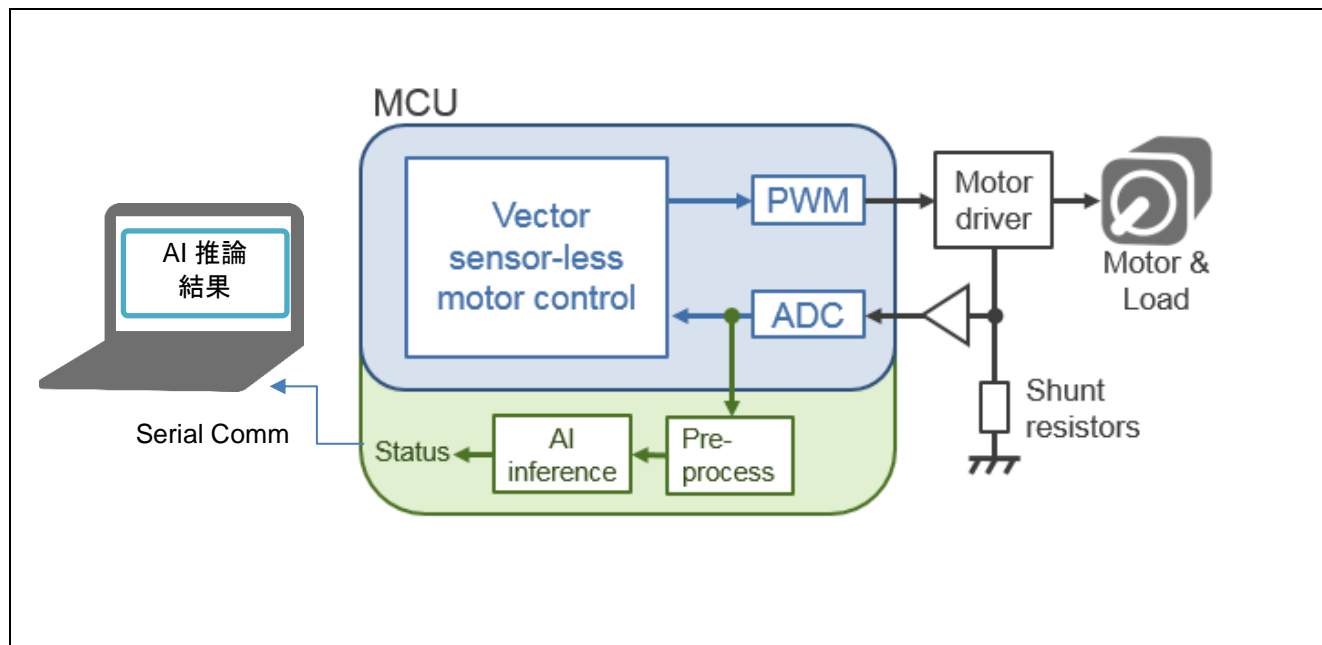 MCU
Vector
sensor-less
motor control
PWM
ADC
Motor
driver
Motor &
Load
AI 推論
結果
Serial Comm
Status
AI
inference
Pre-
process
Shunt
resistors